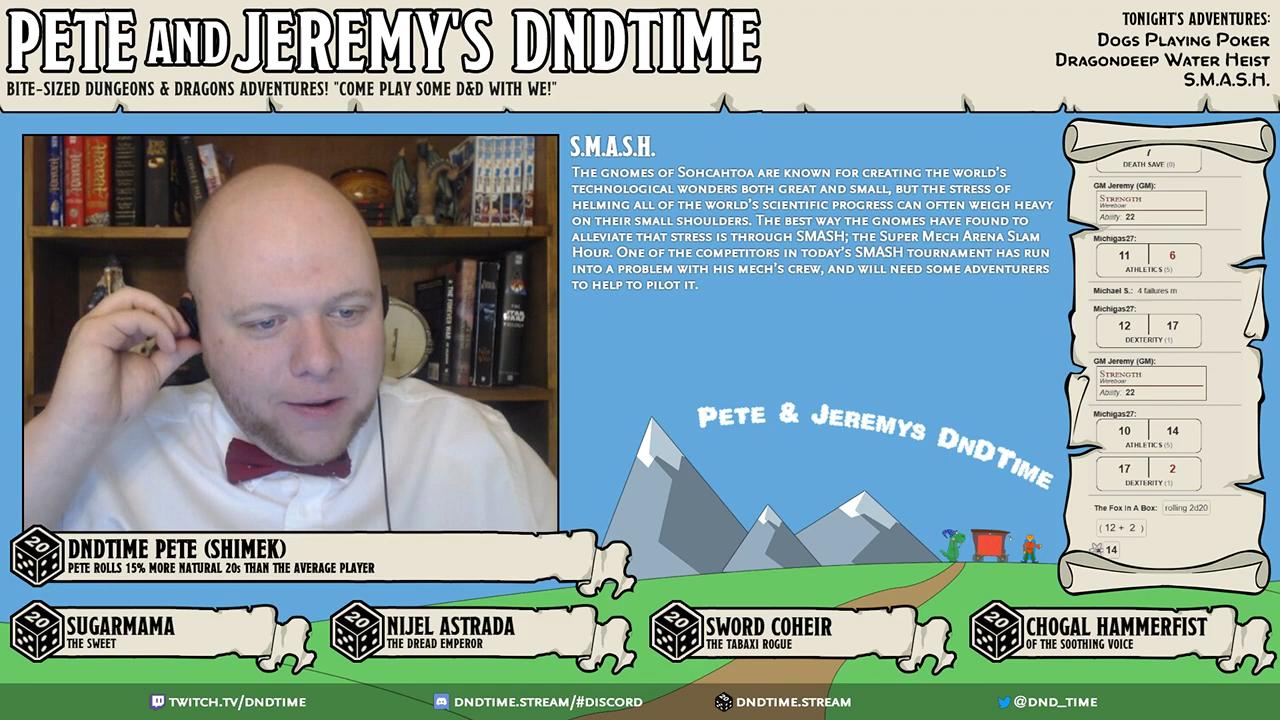 PETE AND JEREMY'S DNDTIME
BITE-SIZED DUNGEONS & DRAGONS ADVENTURES! "COME PLAY SOME D&D WITH WE!"
TONIGHT'S ADVENTURES:
DOGS PLAYING POKER
DRAGONDEEP WATER HEIST
S.M.A.S.H.
S.M.A.S.H.
THE GNOMES OF SOHCAHTOA ARE KNOWN FOR CREATING THE WORLD'S
TECHNOLOGICAL WONDERS BOTH GREAT AND SMALL, BUT THE STRESS OF
HELMING ALL OF THE WORLD'S SCIENTIFIC PROGRESS CAN OFTEN WEIGH HEAVY
ON THEIR SMALL SHOULDERS. THE BEST WAY THE GNOMES HAVE FOUND TO
ALLEVIATE THAT STRESS IS THROUGH SMASH; THE SUPER MECH ARENA SLAM
HOUR. ONE OF THE COMPETITORS IN TODAY'S SMASH TOURNAMENT HAS RUN
INTO A PROBLEM WITH HIS MECH'S CREW, AND WILL NEED SOME ADVENTURERS
TO HELP TO PILOT IT.
7
DEATH SAVE (0)
GM Jeremy (GM):
STRENGTH
Wereboar
Ability: 22
Michigas27:
11 6
ATHLETICS (5)
Michael S.: 4 failures m
Michigas27:
12 17
DEXTERITY (1)
GM Jeremy (GM):
STRENGTH
Wereboar
Ability: 22
Michigas27:
10 14
ATHLETICS (5)
17 2
DEXTERITY (1)
The Fox In A Box: rolling 2d20
(12 + 2)
14
PETE & JEREMYS DNDTIME
20
DNDTIME PETE (SHIMEK)
PETE ROLLS 15% MORE NATURAL 20S THAN THE AVERAGE PLAYER
20
SUGARMAMA
THE SWEET
20
NIJEL ASTRADA
THE DREAD EMPEROR
20
SWORD COHEIR
THE TABAXI ROGUE
20
CHOGAL HAMMERFIST
OF THE SOOTHING VOICE
TWITCH.TV/DNDTIME
DNDTIME.STREAM/#DISCORD
DNDTIME.STREAM
@DND_TIME